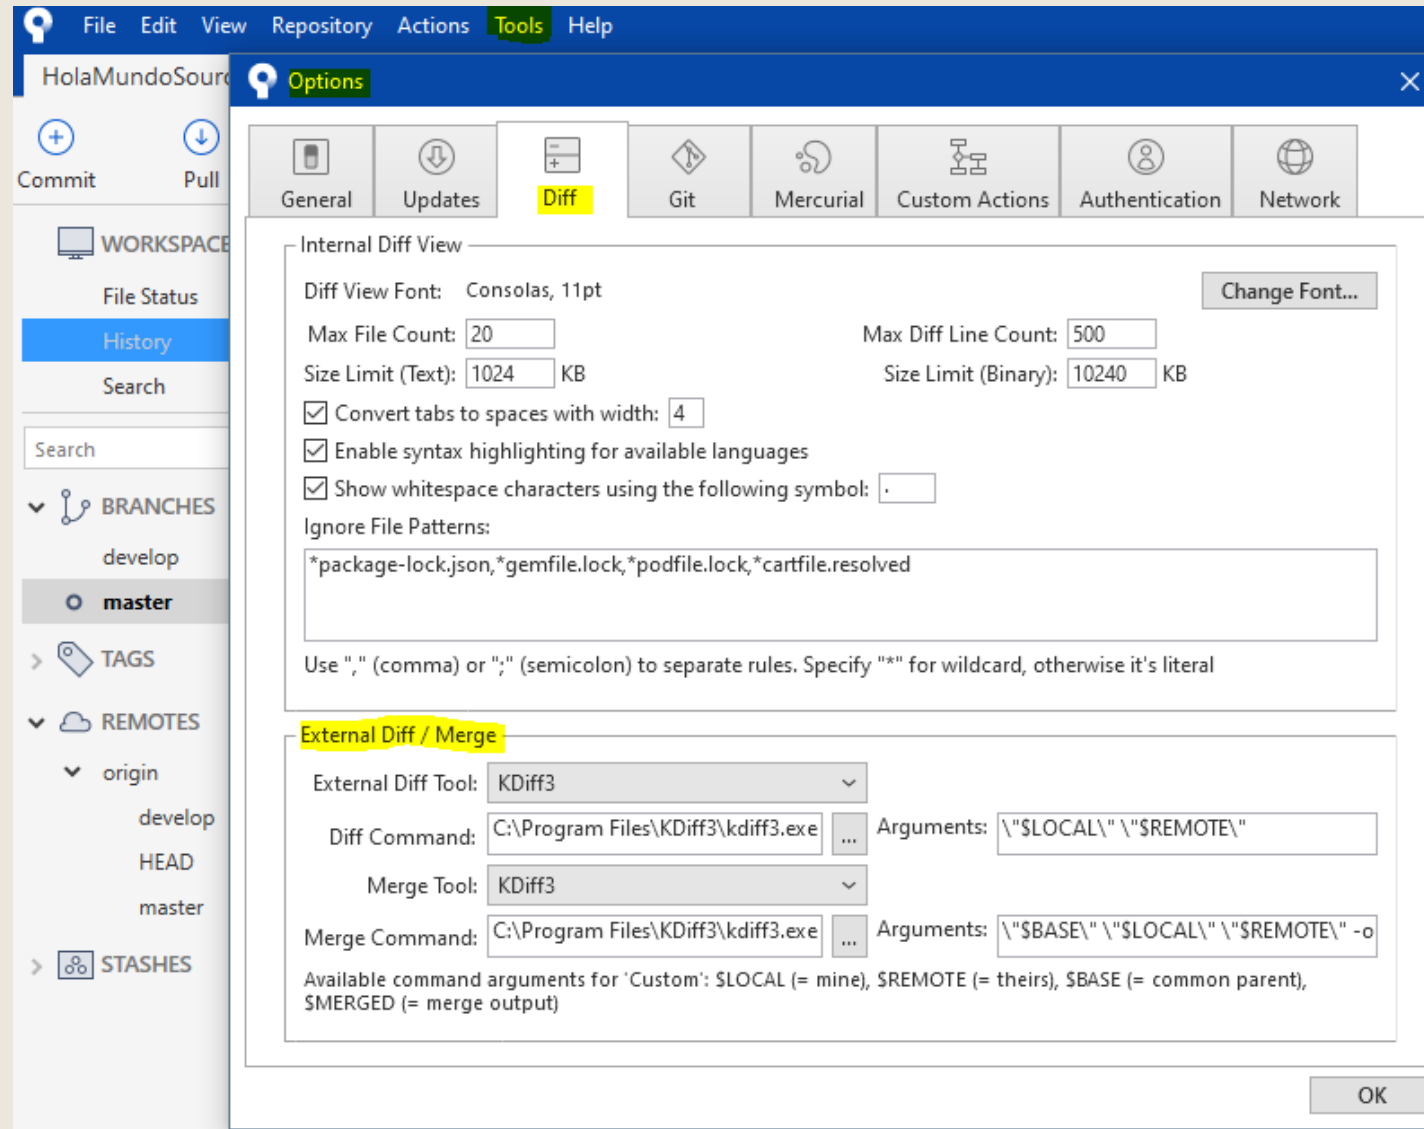 File Edit View Repository Actions Tools Help
HolaMundoSourc
Options
Commit Pull
General Updates Diff Git Mercurial Custom Actions Authentication Network
WORKSPACE
File Status
History
Search
Search
BRANCHES
develop
master
TAGS
REMOTES
origin
develop
HEAD
master
STASHES
Internal Diff View
Diff View Font: Consolas, 11pt Change Font...
Max File Count: 20 Max Diff Line Count: 500
Size Limit (Text): 1024 KB Size Limit (Binary): 10240 KB
Convert tabs to spaces with width: 4
Enable syntax highlighting for available languages
Show whitespace characters using the following symbol: ·
Ignore File Patterns:
*package-lock.json,*gemfile.lock,*podfile.lock,*cartfile.resolved
Use "," (comma) or ";" (semicolon) to separate rules. Specify "*" for wildcard, otherwise it's literal
External Diff / Merge
External Diff Tool: KDiff3
Diff Command: C:\Program Files\KDiff3\kdiff3.exe ... Arguments: \"$LOCAL\" \"$REMOTE\"
Merge Tool: KDiff3
Merge Command: C:\Program Files\KDiff3\kdiff3.exe ... Arguments: \"$BASE\" \"$LOCAL\" \"$REMOTE\" -o
Available command arguments for 'Custom': $LOCAL (= mine), $REMOTE (= theirs), $BASE (= common parent),
$MERGED (= merge output)
OK